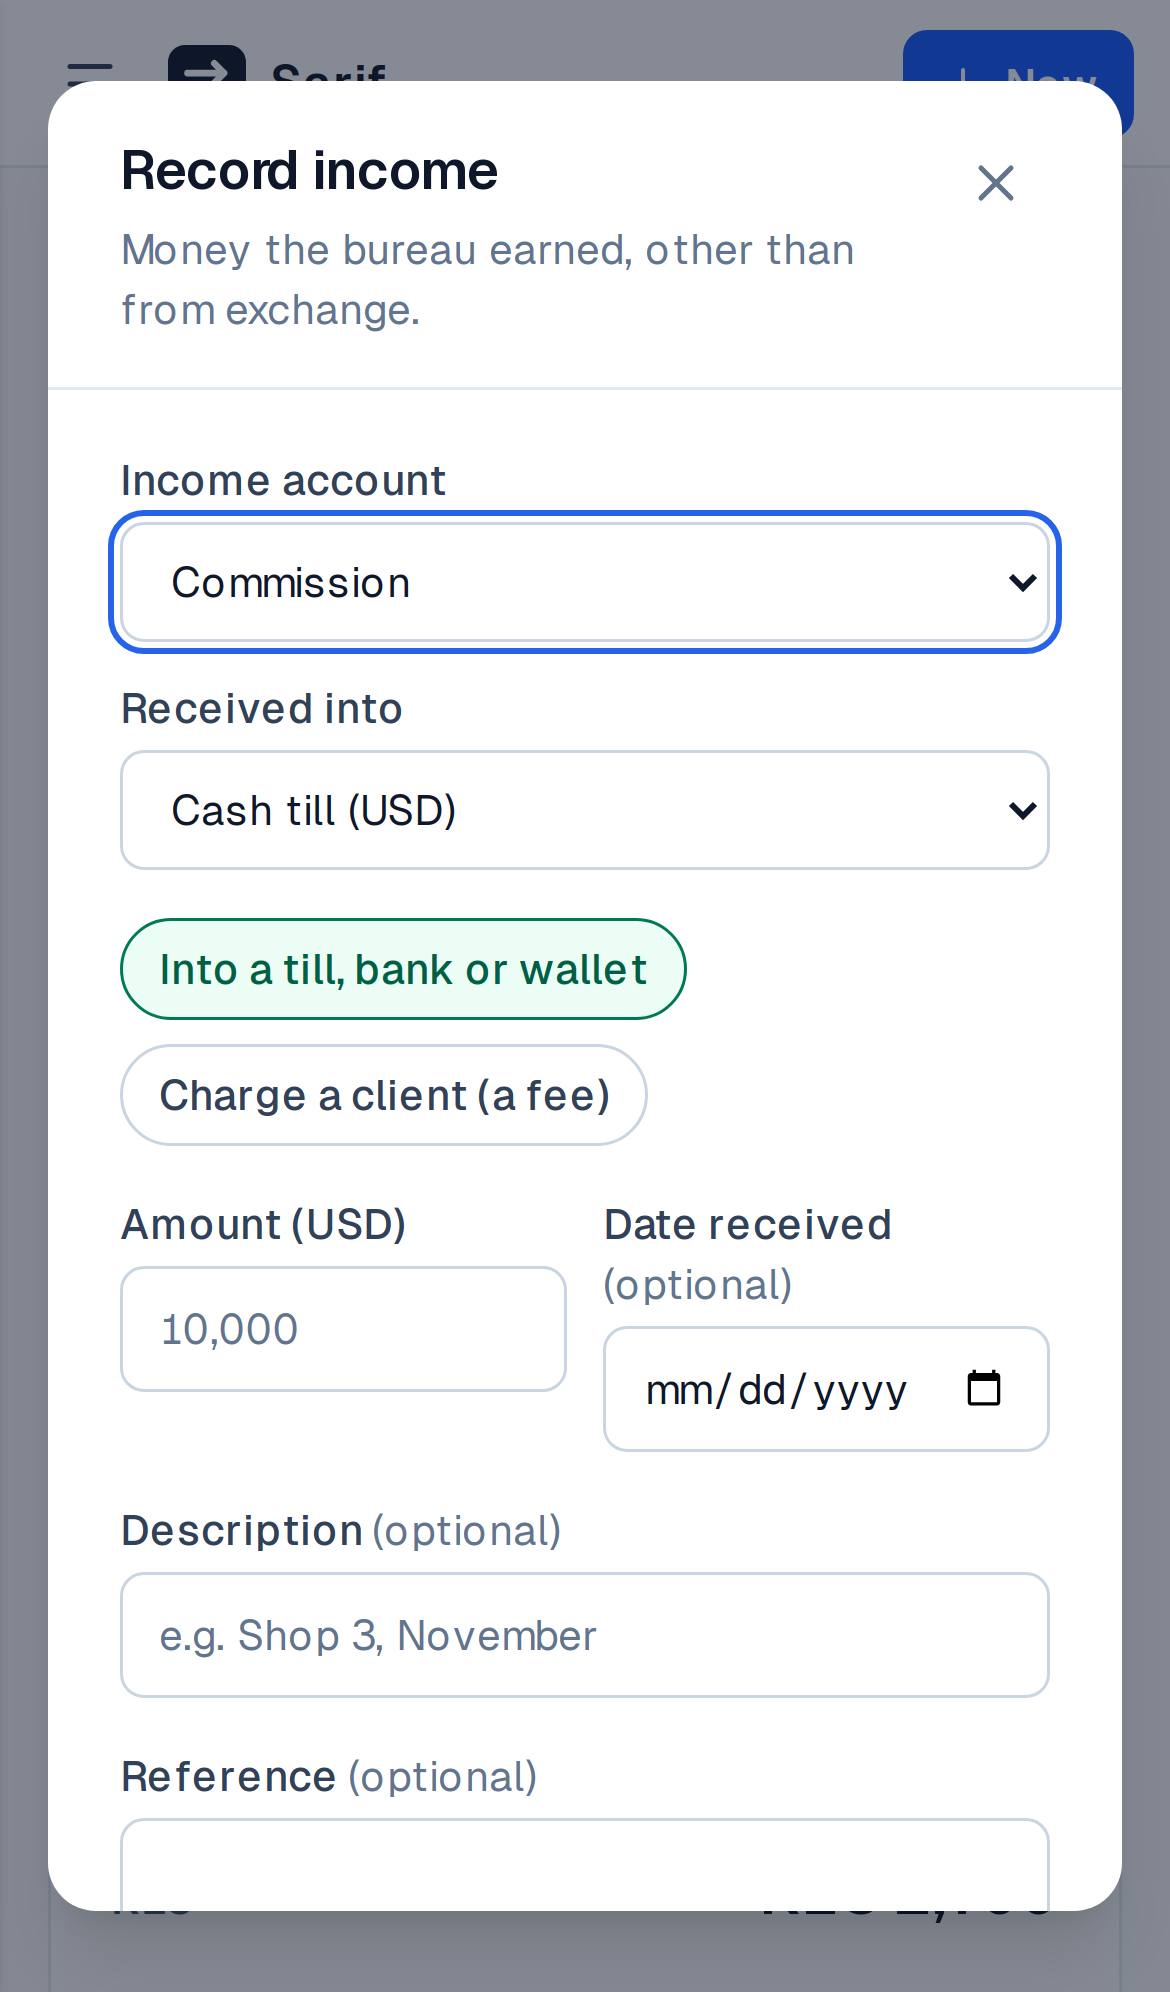 Record income
Money the bureau earned, other than
from exchange.
Income account
Commission
Received into
Cash till (USD)
Into a till, bank or wallet
Charge a client (a fee)
Amount (USD)
Date received
(optional)
10,000
mm/dd/yyyy
Description (optional)
e.g. Shop 3, November
Reference (optional)